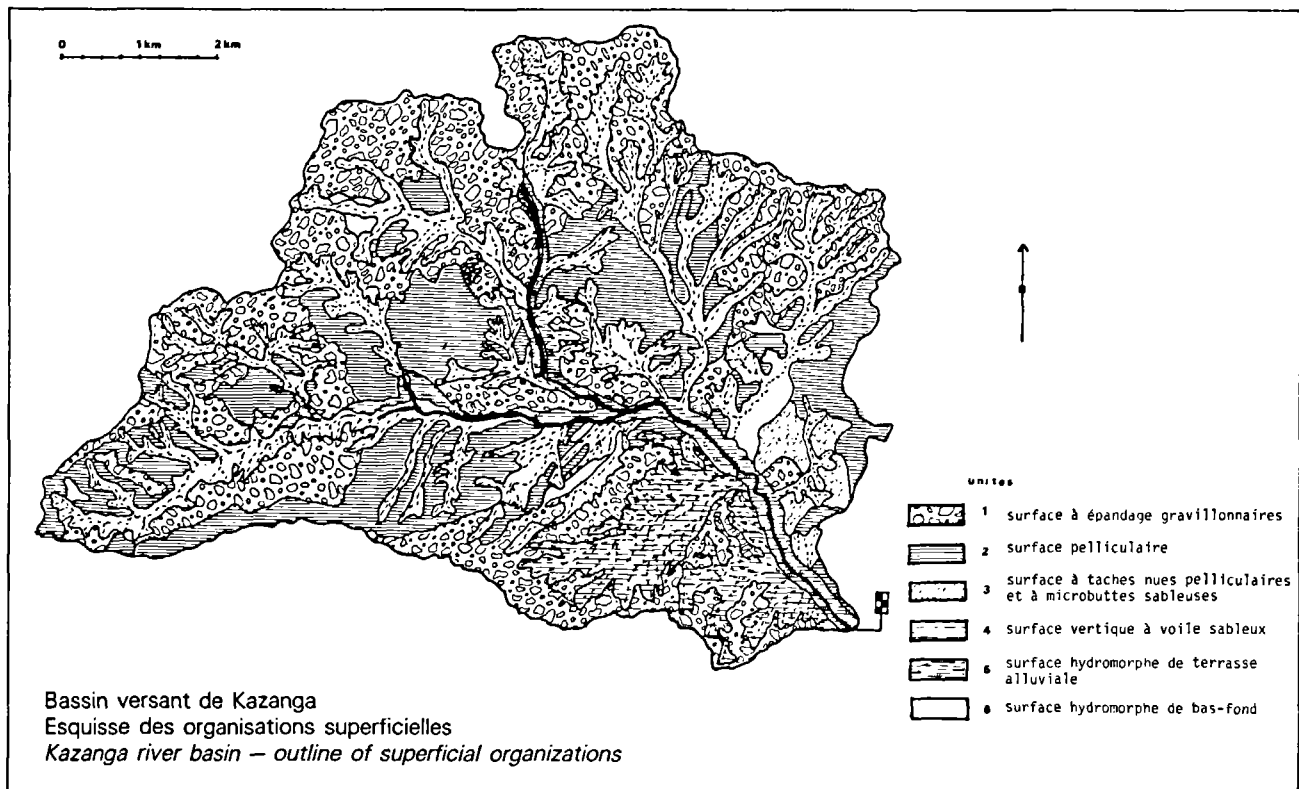 0 1km 2km
unites
1 surface à épandage gravillonnaires
2 surface pelliculaire
3 surface à taches nues pelliculaires
et à microbuttes sableuses
4 surface vertique à voile sableux
5 surface hydromorphe de terrasse
alluviale
6 surface hydromorphe de bas-fond
Bassin versant de Kazanga
Esquisse des organisations superficielles
Kazanga river basin – outline of superficial organizations